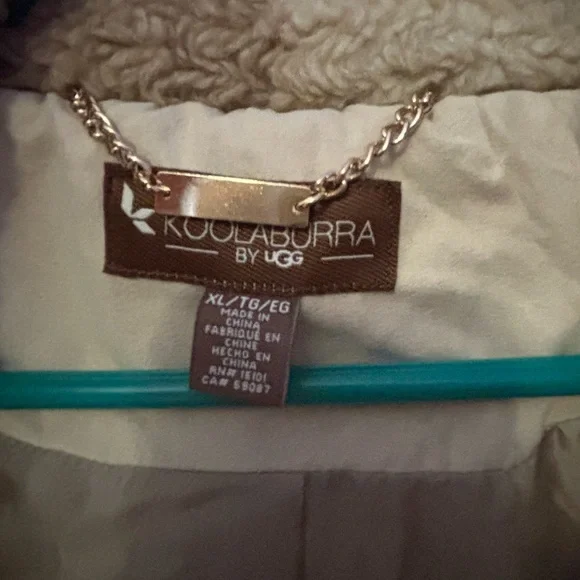 KOOLABURRA
BY UGG
XL/TG/EG
MADE IN
CHINA
FABRIQUÉ EN
CHINE
HECHO EN
CHINA
RN# 16101
CA# 59087